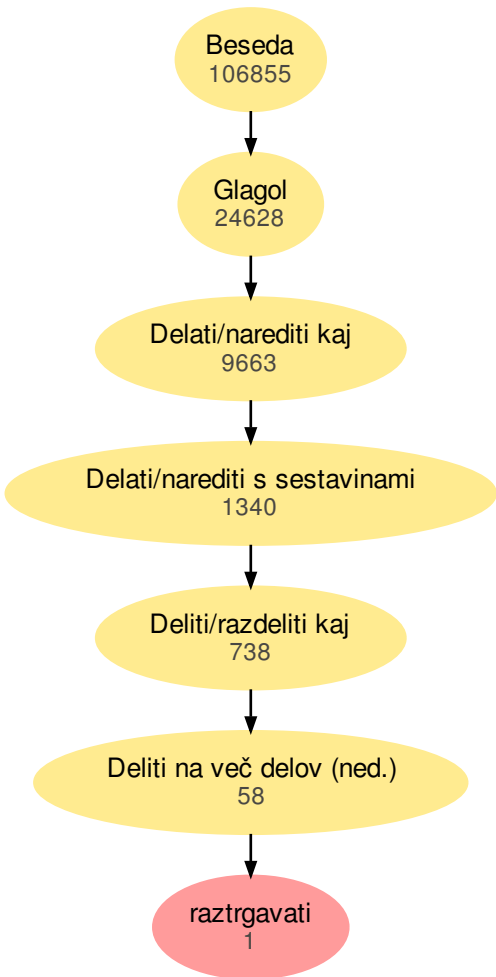 Beseda
106855
Glagol
24628
Delati/narediti kaj
9663
Delati/narediti s sestavinami
1340
Deliti/razdeliti kaj
738
Deliti na več delov (ned.)
58
raztrgavati
1